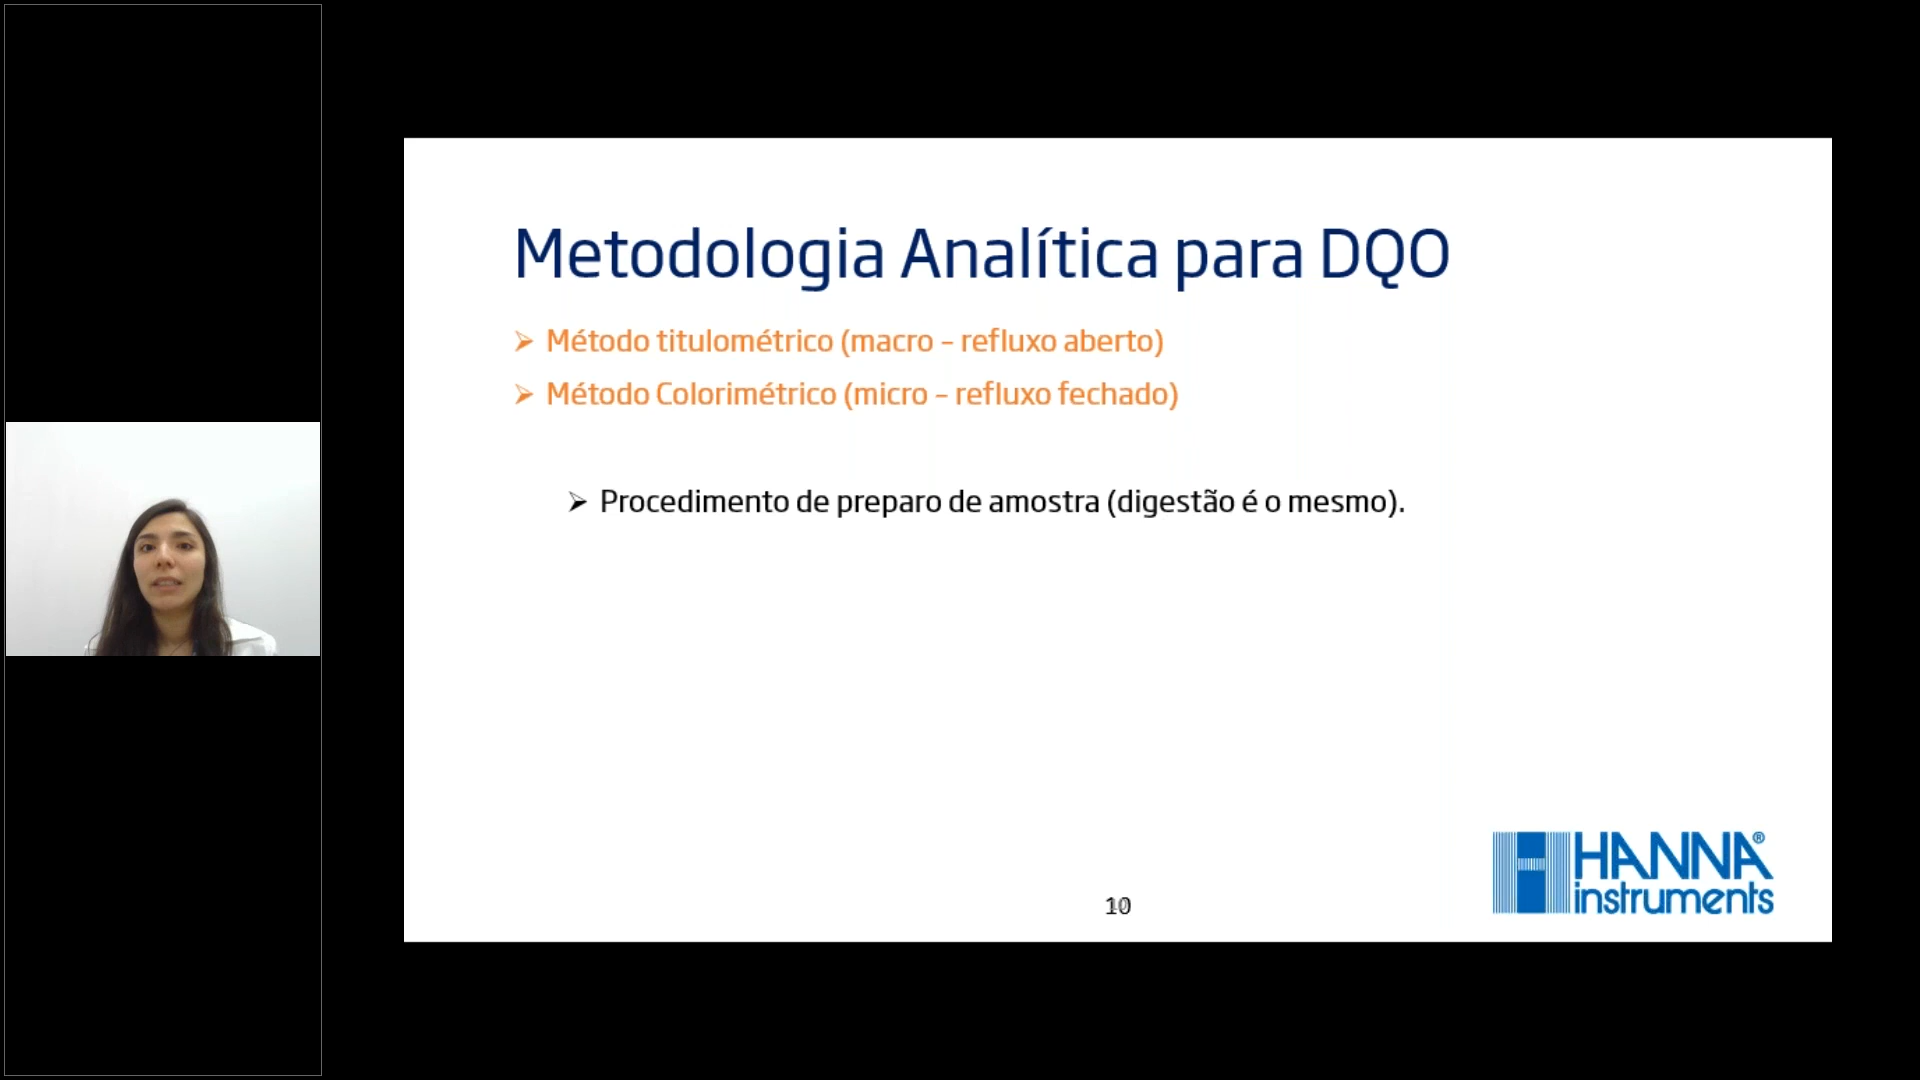 Metodologia Analítica para DQO
➢ Método titulométrico (macro – refluxo aberto)
➢ Método Colorimétrico (micro – refluxo fechado)
➢ Procedimento de preparo de amostra (digestão é o mesmo).
10
HANNA®
instruments